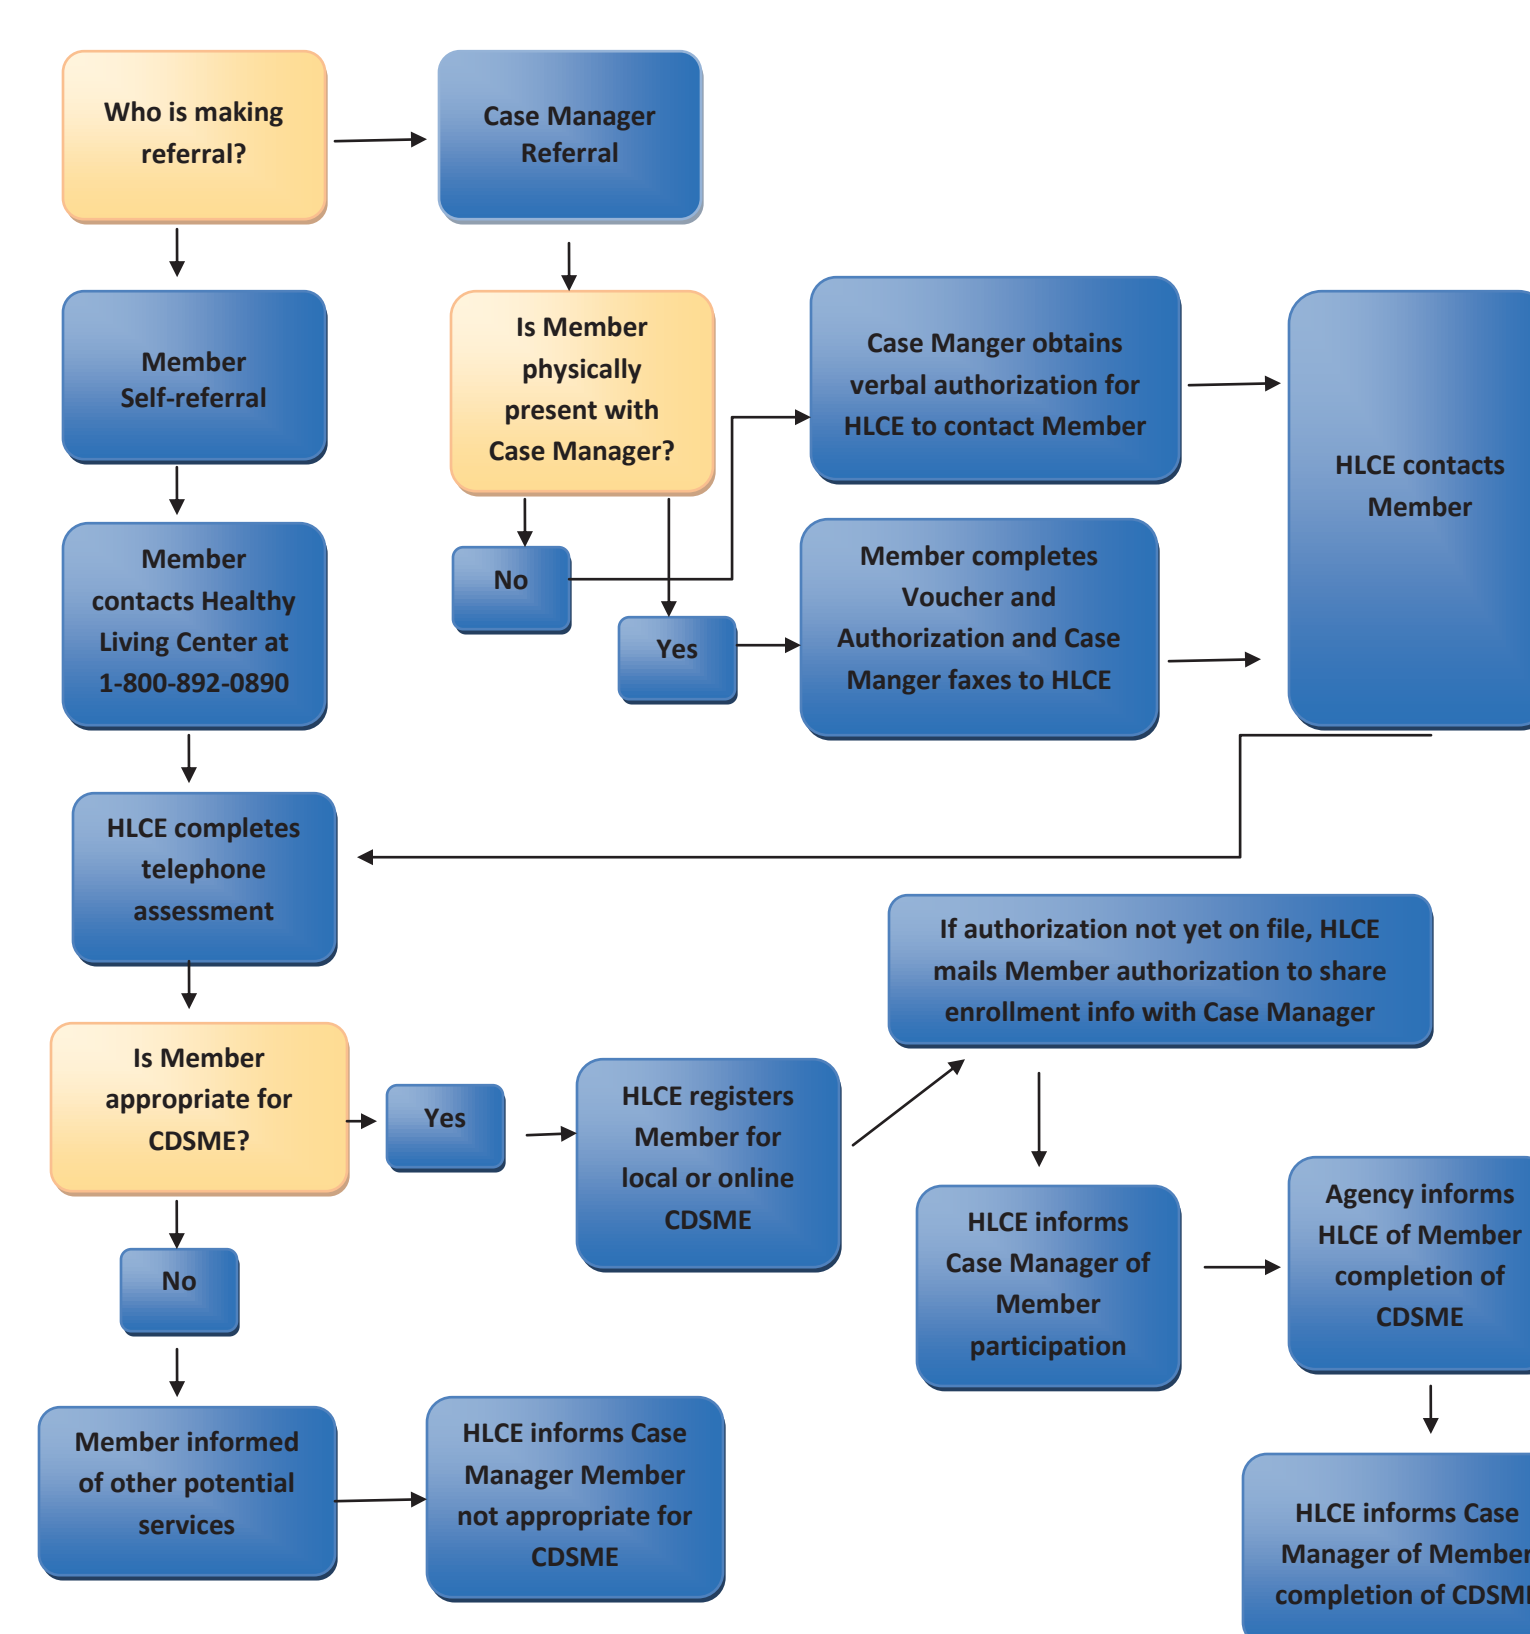 Who is making
referral?
Case Manager
Referral
Member
Self-referral
Is Member
physically
present with
Case Manager?
Case Manger obtains
verbal authorization for
HLCE to contact Member
HLCE contacts
Member
Member
contacts Healthy
Living Center at
1-800-892-0890
No
Yes
Member completes
Voucher and
Authorization and Case
Manger faxes to HLCE
HLCE completes
telephone
assessment
If authorization not yet on file, HLCE
mails Member authorization to share
enrollment info with Case Manager
Is Member
appropriate for
CDSME?
Yes
HLCE registers
Member for
local or online
CDSME
HLCE informs
Case Manager of
Member
participation
Agency informs
HLCE of Member
completion of
CDSME
No
Member informed
of other potential
services
HLCE informs Case
Manager Member
not appropriate for
CDSME
HLCE informs Case
Manager of Member
completion of CDSME